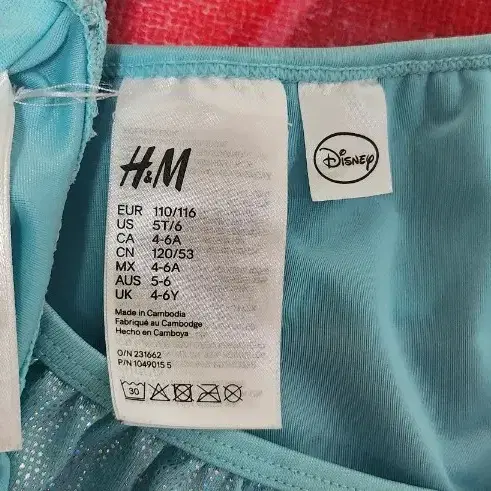 H&M
Disney
EUR 110/116
US 5T/6
CA 4-6A
CN 120/53
MX 4-6A
AUS 5-6
UK 4-6Y
Made in Cambodia
Fabriqué au Cambodge
Hecho en Camboya
O/N 231662
P/N 1049015 5
30